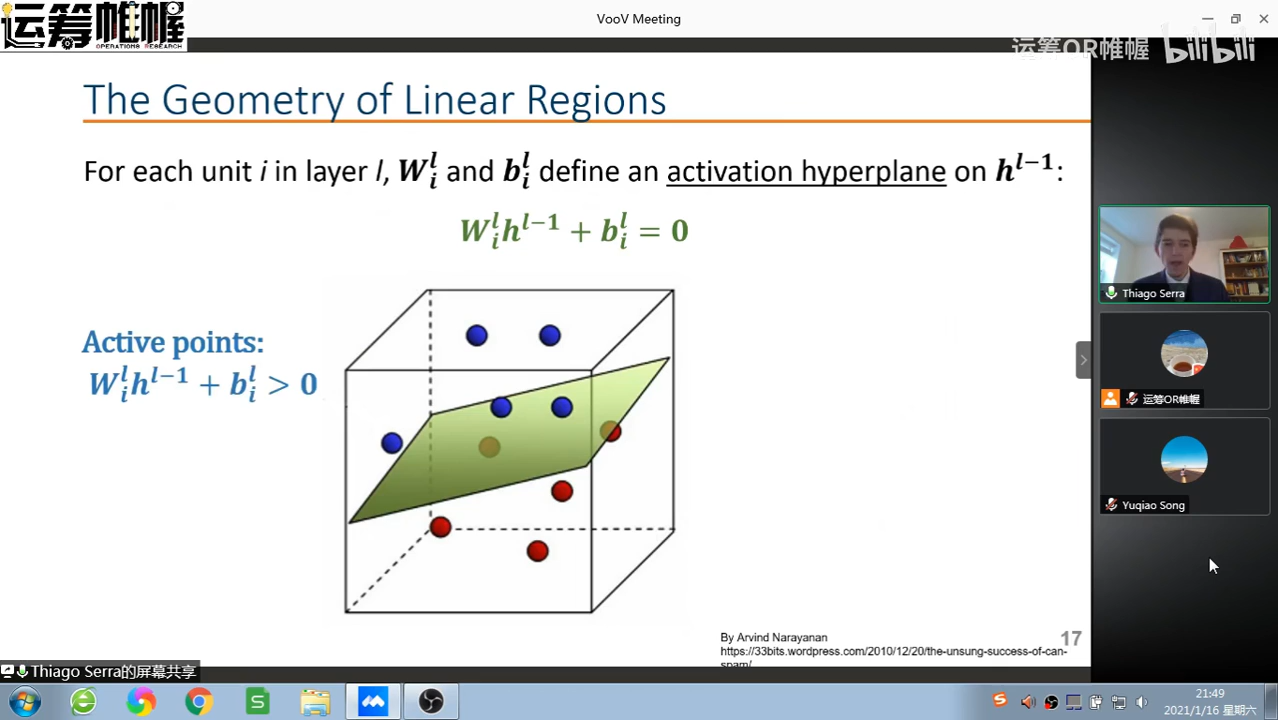 VooV Meeting
运筹帷幄
OPERATIONS RESEARCH
运筹OR帷幄 bilibili
The Geometry of Linear Regions
For each unit i in layer l, W_i^l and b_i^l define an activation hyperplane on h^{l−1}:
W_i^l h^{l−1} + b_i^l = 0
Active points:
W_i^l h^{l−1} + b_i^l > 0
Thiago Serra
运筹OR帷幄
Yuqiao Song
By Arvind Narayanan
17
https://33bits.wordpress.com/2010/12/20/the-unsung-success-of-can-
spam/
Thiago Serra的屏幕共享
21:49
2021/1/16 星期六